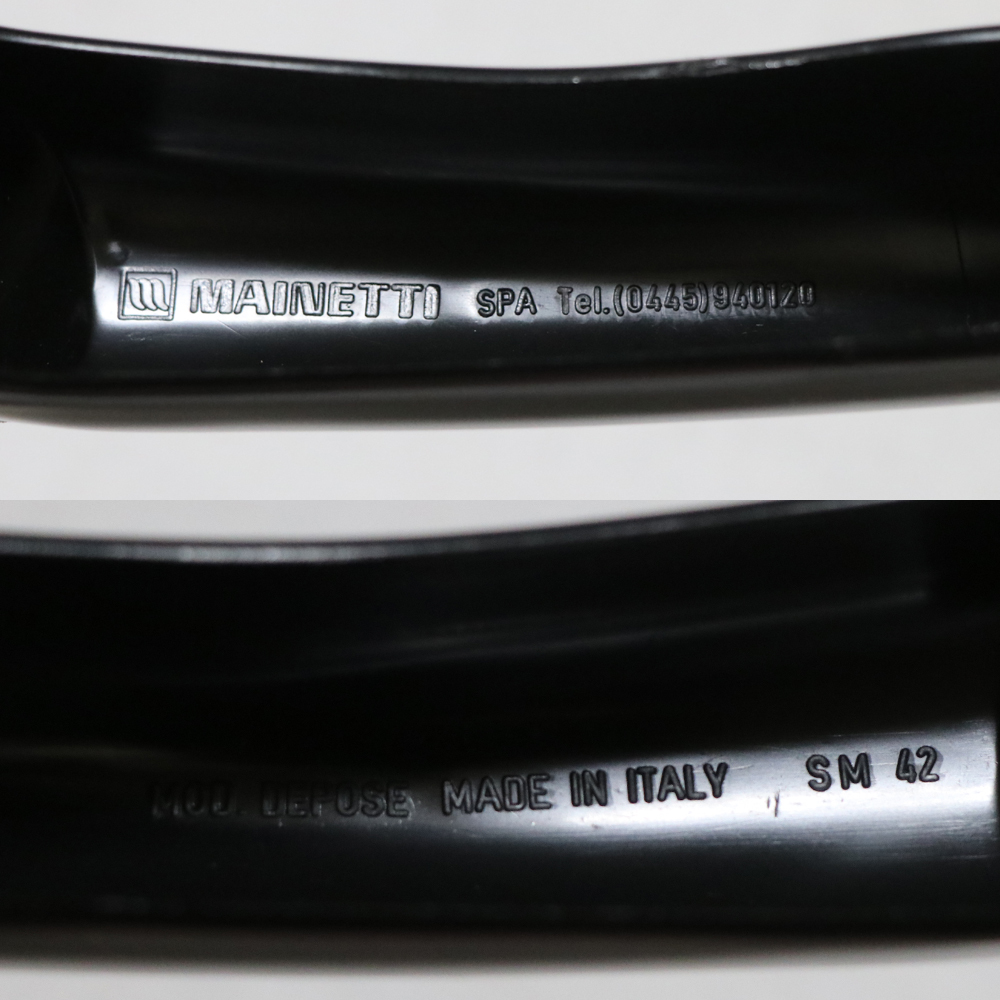 MAINETTI SPA Tel.(0445)940120
MOD. DEPOSE MADE IN ITALY SM 42